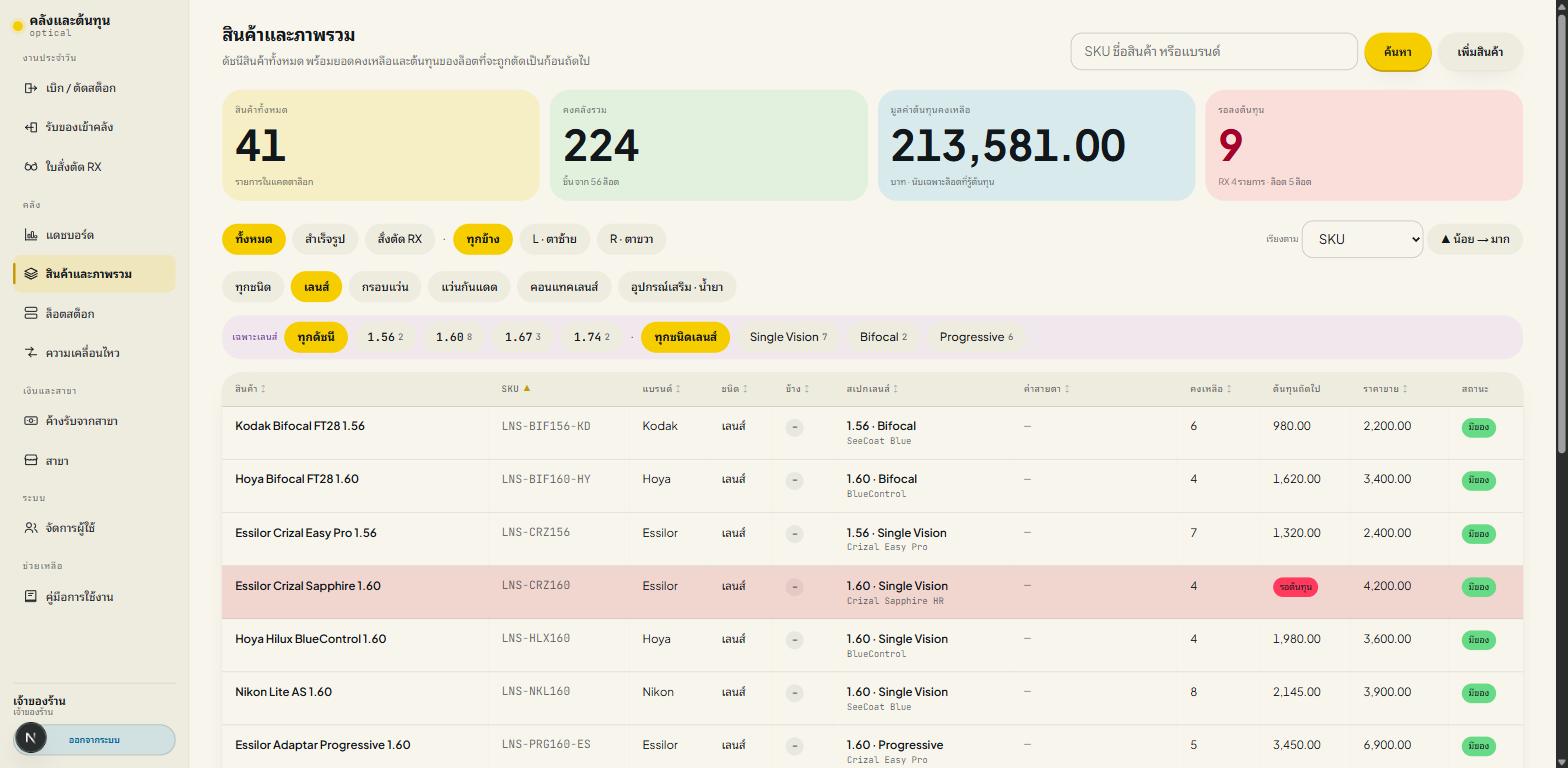 คลังและต้นทุน
optical
งานประจำวัน
เบิก / ตัดสต็อก
รับของเข้าคลัง
ใบสั่งตัด RX
คลัง
แดชบอร์ด
สินค้าและภาพรวม
ล็อตสต็อก
ความเคลื่อนไหว
เงินและสาขา
ค้างรับจากสาขา
สาขา
ระบบ
จัดการผู้ใช้
ช่วยเหลือ
คู่มือการใช้งาน
เจ้าของร้าน
เจ้าของร้าน
N
ออกจากระบบ
สินค้าและภาพรวม
ดัชนีสินค้าทั้งหมด พร้อมยอดคงเหลือและต้นทุนของล็อตที่จะถูกตัดเป็นก้อนถัดไป
SKU ชื่อสินค้า หรือแบรนด์ ค้นหา เพิ่มสินค้า
สินค้าทั้งหมด
41
รายการในแคตตาล็อก
คงคลังรวม
224
ชิ้น จาก 56 ล็อต
มูลค่าต้นทุนคงเหลือ
213,581.00
บาท · นับเฉพาะล็อตที่รู้ต้นทุน
รอลงต้นทุน
9
RX 4 รายการ · ล็อต 5 ล็อต
ทั้งหมด สำเร็จรูป สั่งตัด RX · ทุกข้าง L · ตาซ้าย R · ตาขวา เรียงตาม SKU ▲ น้อย → มาก
ทุกชนิด เลนส์ กรอบแว่น แว่นกันแดด คอนแทคเลนส์ อุปกรณ์เสริม · น้ำยา
เฉพาะเลนส์ ทุกดัชนี 1.56 2 1.60 8 1.67 3 1.74 2 · ทุกชนิดเลนส์ Single Vision 7 Bifocal 2 Progressive 6
สินค้า ↕ SKU ▲ แบรนด์ ↕ ชนิด ↕ ข้าง ↕ สเปกเลนส์ ↕ ค่าสายตา ↕ คงเหลือ ↕ ต้นทุนถัดไป ราคาขาย ↕ สถานะ
Kodak Bifocal FT28 1.56 LNS-BIF156-KD Kodak เลนส์ – 1.56 · Bifocal — 6 980.00 2,200.00 มีของ
SeeCoat Blue
Hoya Bifocal FT28 1.60 LNS-BIF160-HY Hoya เลนส์ – 1.60 · Bifocal — 4 1,620.00 3,400.00 มีของ
BlueControl
Essilor Crizal Easy Pro 1.56 LNS-CRZ156 Essilor เลนส์ – 1.56 · Single Vision — 7 1,320.00 2,400.00 มีของ
Crizal Easy Pro
Essilor Crizal Sapphire 1.60 LNS-CRZ160 Essilor เลนส์ – 1.60 · Single Vision — 4 รอต้นทุน 4,200.00 มีของ
Crizal Sapphire HR
Hoya Hilux BlueControl 1.60 LNS-HLX160 Hoya เลนส์ – 1.60 · Single Vision — 4 1,980.00 3,600.00 มีของ
BlueControl
Nikon Lite AS 1.60 LNS-NKL160 Nikon เลนส์ – 1.60 · Single Vision — 8 2,145.00 3,900.00 มีของ
SeeCoat Blue
Essilor Adaptar Progressive 1.60 LNS-PRG160-ES Essilor เลนส์ – 1.60 · Progressive — 5 3,450.00 6,900.00 มีของ
Crizal Easy Pro